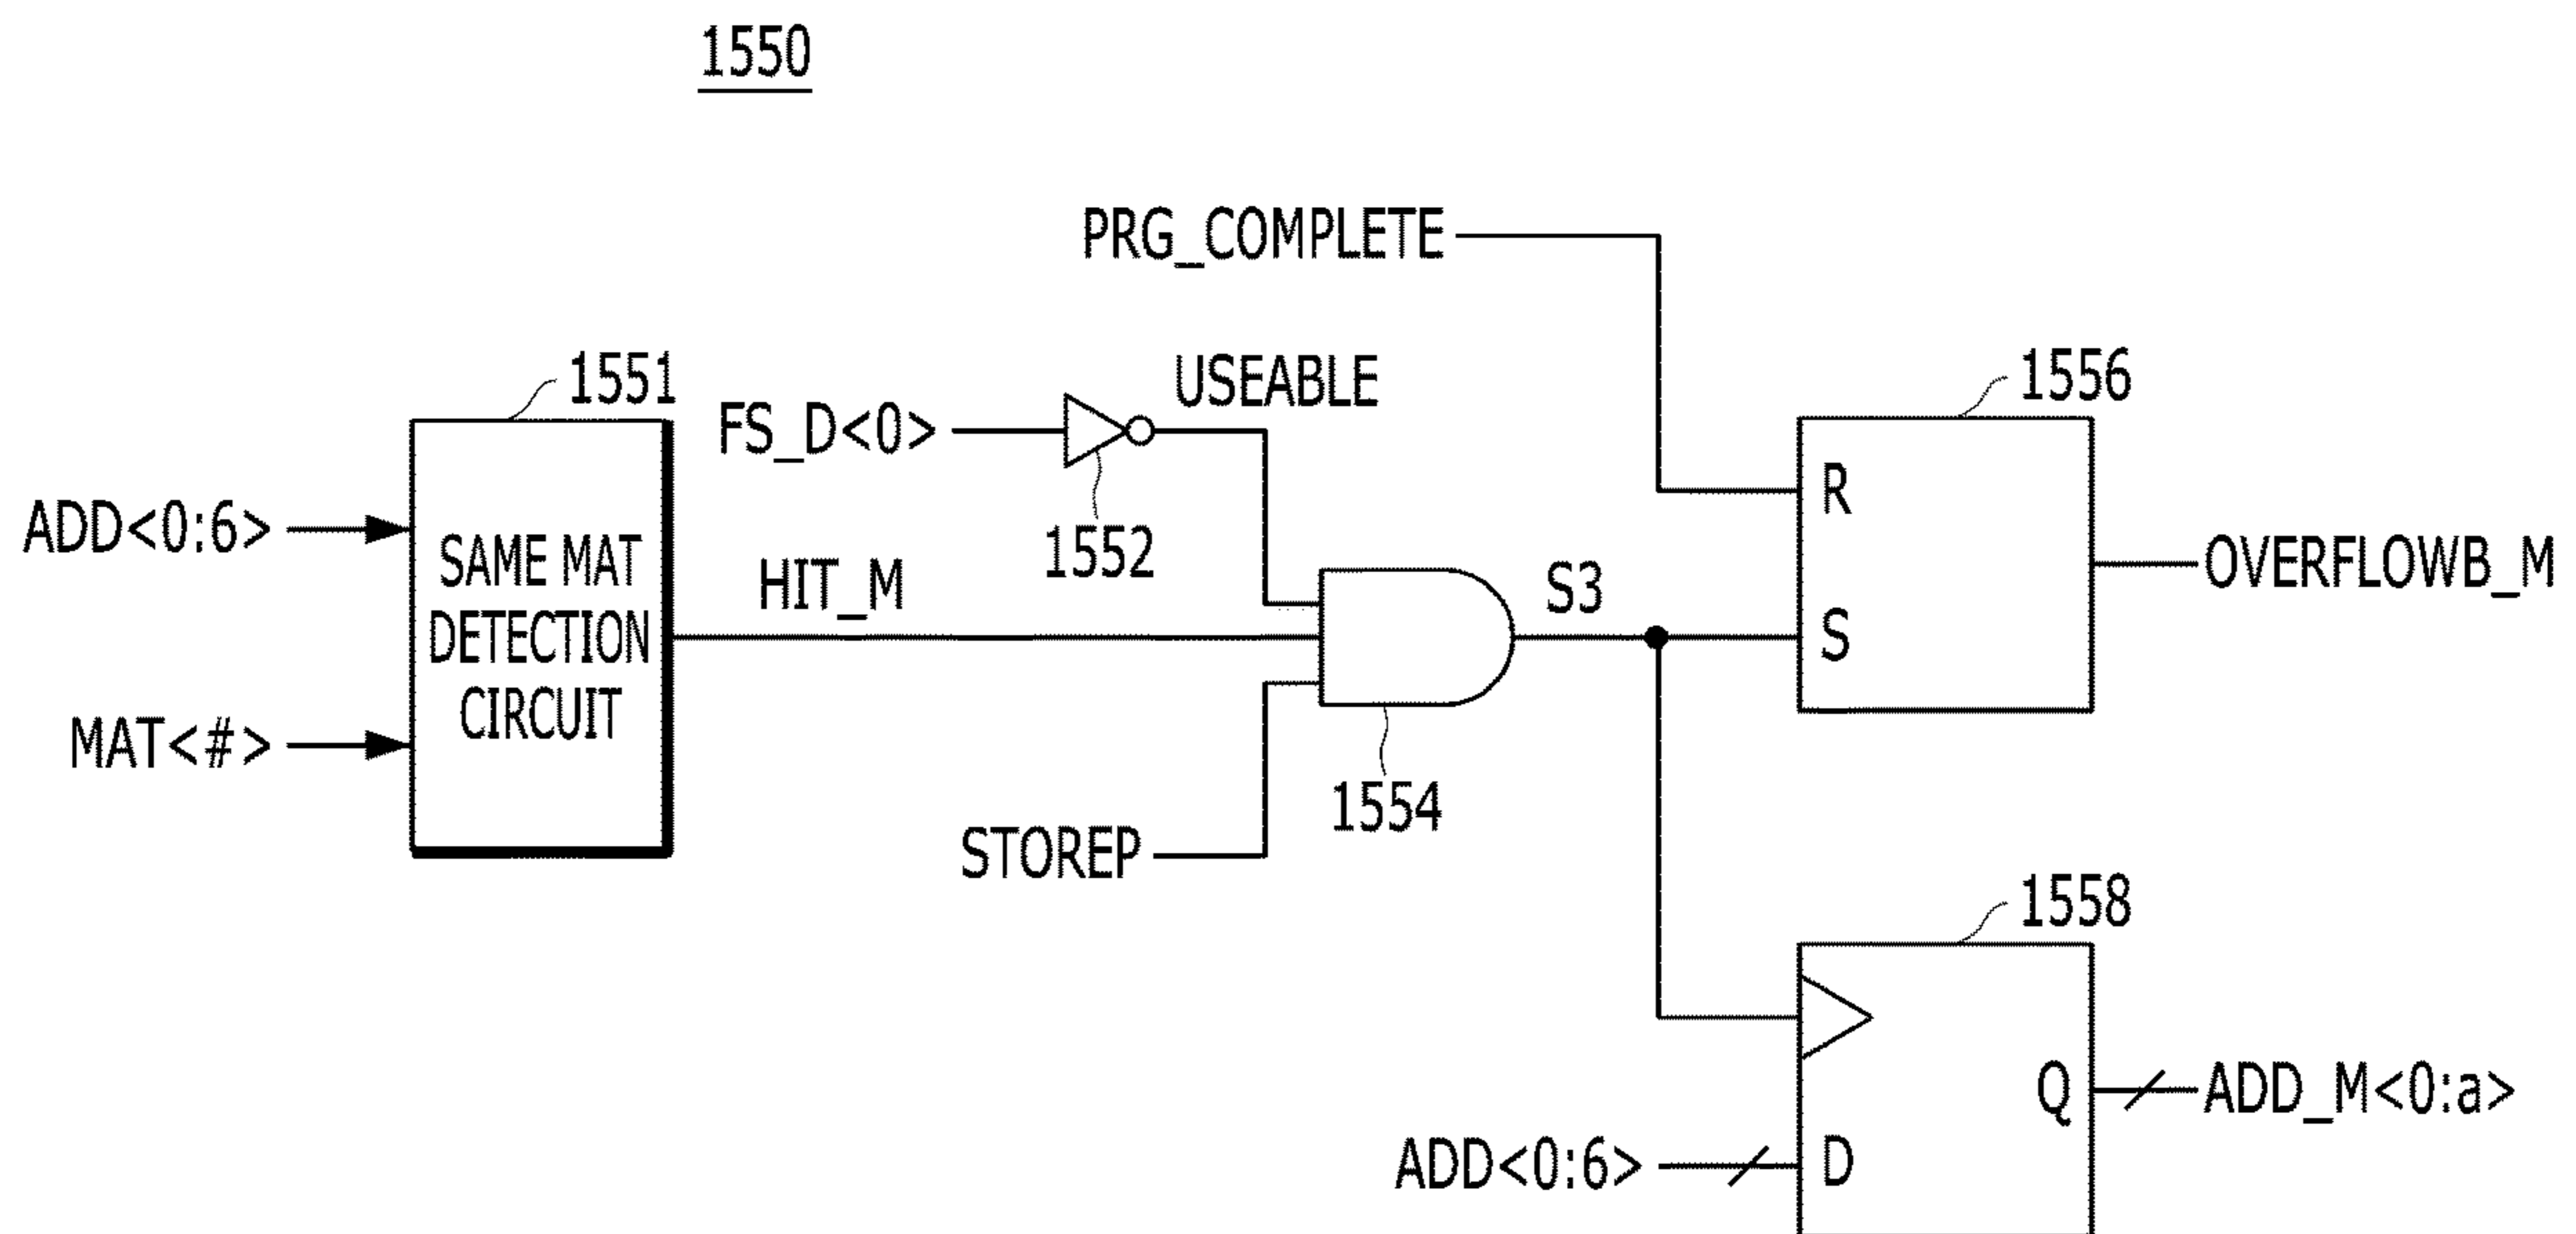 1550
PRG_COMPLETE
1551
FS_D<0>
USEABLE
1556
ADD<0:6>
SAME MAT
DETECTION
CIRCUIT
1552
R
OVERFLOWB_M
HIT_M
S3
S
MAT<#>
1554
STOREP
1558
Q
ADD_M<0:a>
ADD<0:6>
D